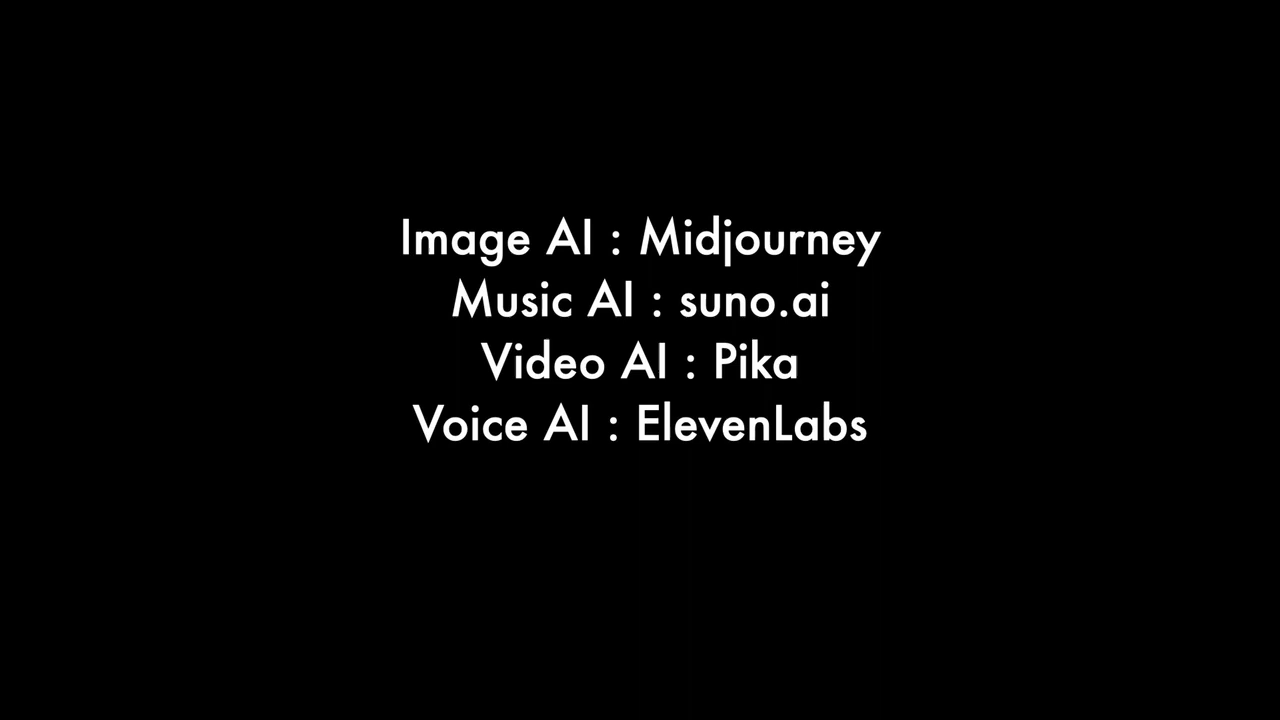 Image AI : Midjourney
Music AI : suno.ai
Video AI : Pika
Voice AI : ElevenLabs